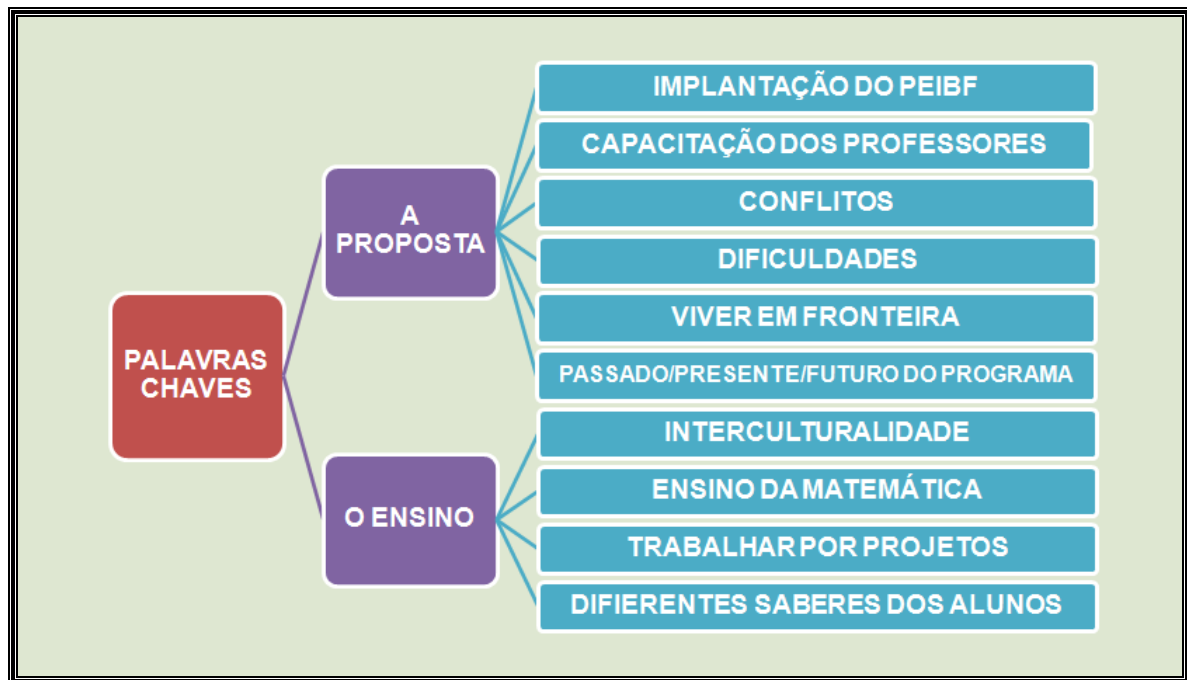 PALAVRAS
CHAVES
A
PROPOSTA
IMPLANTAÇÃO DO PEIBF
CAPACITAÇÃO DOS PROFESSORES
CONFLITOS
DIFICULDADES
VIVER EM FRONTEIRA
PASSADO/PRESENTE/FUTURO DO PROGRAMA
O ENSINO
INTERCULTURALIDADE
ENSINO DA MATEMÁTICA
TRABALHAR POR PROJETOS
DIFIERENTES SABERES DOS ALUNOS